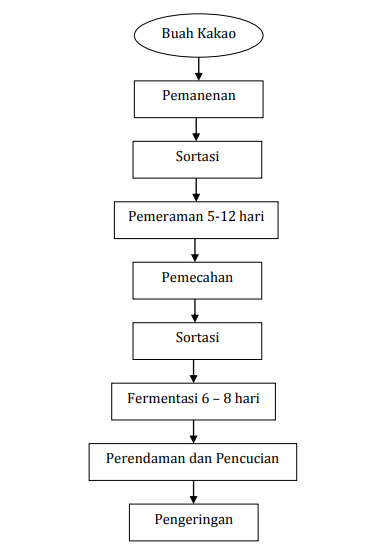 Buah Kakao
Pemanenan
Sortasi
Pemeraman 5-12 hari
Pemecahan
Sortasi
Fermentasi 6 – 8 hari
Perendaman dan Pencucian
Pengeringan